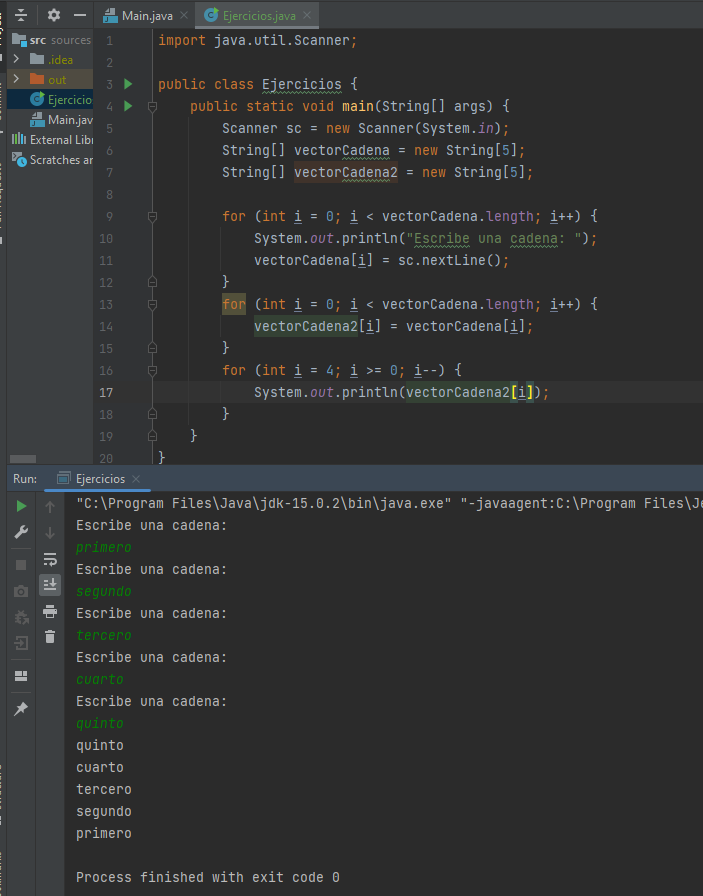 Main.java
Ejercicios.java
src sources
.idea
out
Ejercicio
Main.jav
External Libr
Scratches ar
1 import java.util.Scanner;
2
3 public class Ejercicios {
4 public static void main(String[] args) {
5 Scanner sc = new Scanner(System.in);
6 String[] vectorCadena = new String[5];
7 String[] vectorCadena2 = new String[5];
8
9 for (int i = 0; i < vectorCadena.length; i++) {
10 System.out.println("Escribe una cadena: ");
11 vectorCadena[i] = sc.nextLine();
12 }
13 for (int i = 0; i < vectorCadena.length; i++) {
14 vectorCadena2[i] = vectorCadena[i];
15 }
16 for (int i = 4; i >= 0; i--) {
17 System.out.println(vectorCadena2[i]);
18 }
19 }
20 }
Run: Ejercicios
"C:\Program Files\Java\jdk-15.0.2\bin\java.exe" "-javaagent:C:\Program Files\Je
Escribe una cadena:
primero
Escribe una cadena:
segundo
Escribe una cadena:
tercero
Escribe una cadena:
cuarto
Escribe una cadena:
quinto
quinto
cuarto
tercero
segundo
primero
Process finished with exit code 0